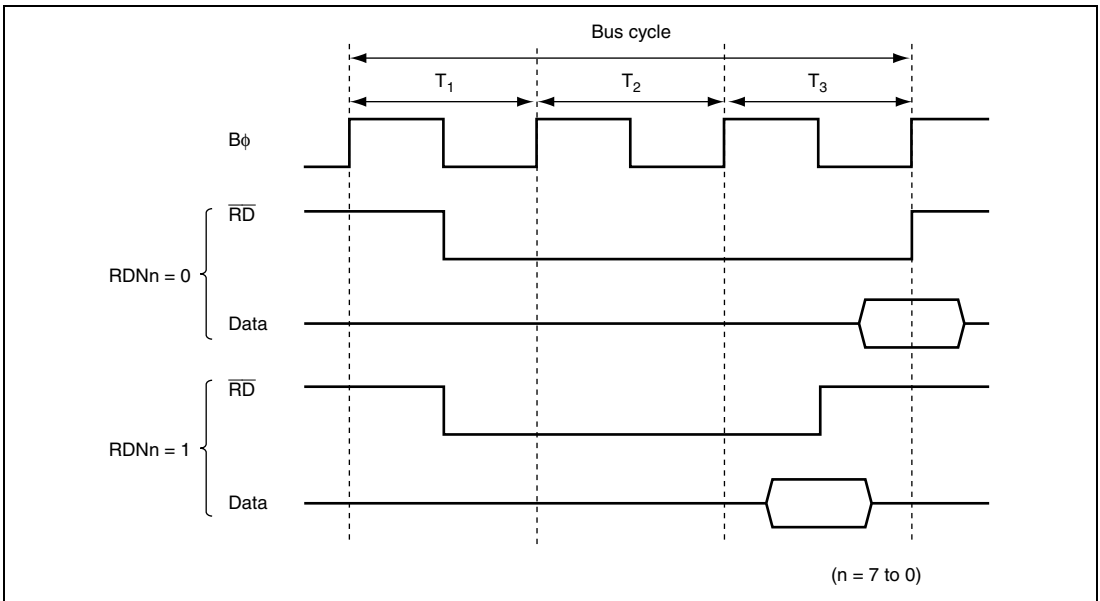 Bus cycle
T1 T2 T3
Bϕ
RD
RDNn = 0
Data
RD
RDNn = 1
Data
(n = 7 to 0)